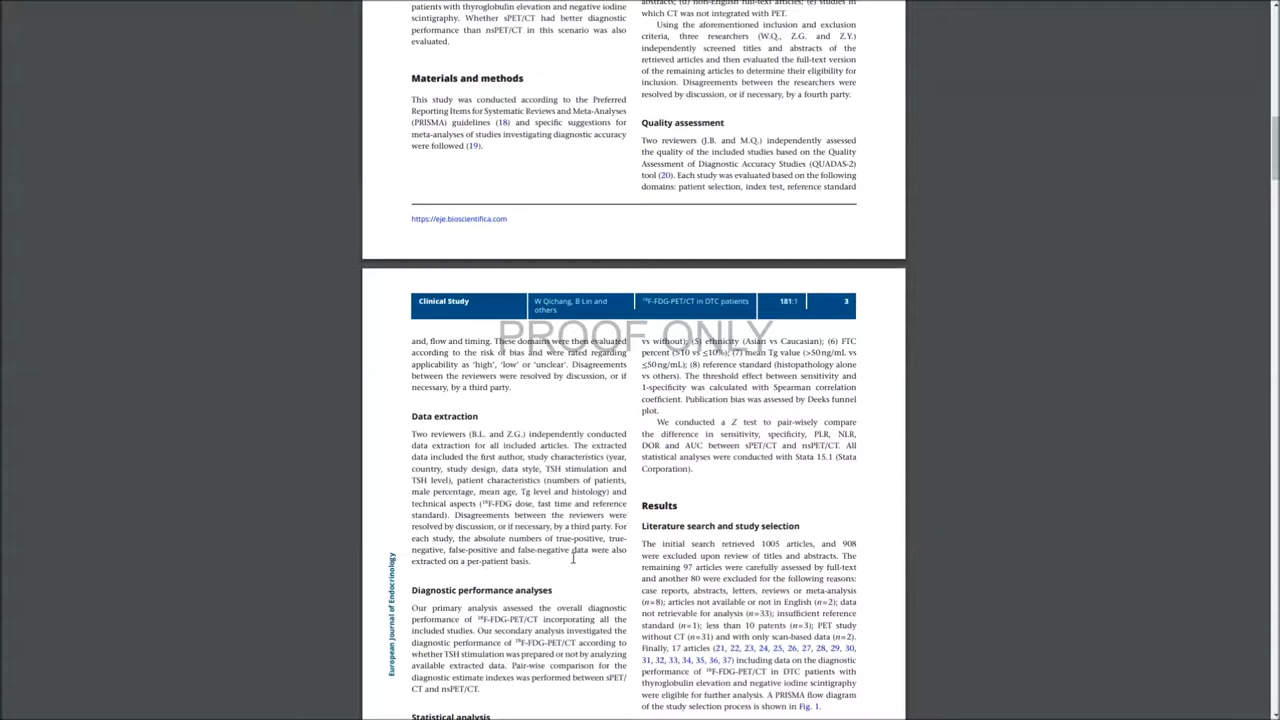 patients with thyroglobulin elevation and negative iodine
scintigraphy. Whether sPET/CT had better diagnostic
performance than nsPET/CT in this scenario was also
evaluated.
Materials and methods
This study was conducted according to the Preferred
Reporting Items for Systematic Reviews and Meta-Analyses
(PRISMA) guidelines (18) and specific suggestions for
meta-analyses of studies investigating diagnostic accuracy
were followed (19).
abstracts; (d) non-English full-text articles; (e) studies in
which CT was not integrated with PET.
Using the aforementioned inclusion and exclusion
criteria, three researchers (W.Q., Z.G. and Z.Y.)
independently screened titles and abstracts of the
retrieved articles and then evaluated the full-text version
of the remaining articles to determine their eligibility for
inclusion. Disagreements between the researchers were
resolved by discussion, or if necessary, by a fourth party.
Quality assessment
Two reviewers (J.B. and M.Q.) independently assessed
the quality of the included studies based on the Quality
Assessment of Diagnostic Accuracy Studies (QUADAS-2)
tool (20). Each study was evaluated based on the following
domains: patient selection, index test, reference standard
https://eje.bioscientifica.com
Clinical Study
W Qichang, B Lin and
others
¹⁸F-FDG-PET/CT in DTC patients
181:1
3
PROOF ONLY
and, flow and timing. These domains were then evaluated
according to the risk of bias and were rated regarding
applicability as ‘high’, ‘low’ or ‘unclear’. Disagreements
between the reviewers were resolved by discussion, or if
necessary, by a third party.
Data extraction
Two reviewers (B.L. and Z.G.) independently conducted
data extraction for all included articles. The extracted
data included the first author, study characteristics (year,
country, study design, data style, TSH stimulation and
TSH level), patient characteristics (numbers of patients,
male percentage, mean age, Tg level and histology) and
technical aspects (¹⁸F-FDG dose, fast time and reference
standard). Disagreements between the reviewers were
resolved by discussion, or if necessary, by a third party. For
each study, the absolute numbers of true-positive, true-
negative, false-positive and false-negative data were also
extracted on a per-patient basis.
Diagnostic performance analyses
Our primary analysis assessed the overall diagnostic
performance of ¹⁸F-FDG-PET/CT incorporating all the
included studies. Our secondary analysis investigated the
diagnostic performance of ¹⁸F-FDG-PET/CT according to
whether TSH stimulation was prepared or not by analyzing
available extracted data. Pair-wise comparison for the
diagnostic estimate indexes was performed between sPET/
CT and nsPET/CT.
Statistical analysis
vs without); (5) ethnicity (Asian vs Caucasian); (6) FTC
percent (>10 vs ≤10%); (7) mean Tg value (>50 ng/mL vs
≤50 ng/mL); (8) reference standard (histopathology alone
vs others). The threshold effect between sensitivity and
1-specificity was calculated with Spearman correlation
coefficient. Publication bias was assessed by Deeks funnel
plot.
We conducted a Z test to pair-wisely compare
the difference in sensitivity, specificity, PLR, NLR,
DOR and AUC between sPET/CT and nsPET/CT. All
statistical analyses were conducted with Stata 15.1 (Stata
Corporation).
Results
Literature search and study selection
The initial search retrieved 1005 articles, and 908
were excluded upon review of titles and abstracts. The
remaining 97 articles were carefully assessed by full-text
and another 80 were excluded for the following reasons:
case reports, abstracts, letters, reviews or meta-analysis
(n=8); articles not available or not in English (n=2); data
not retrievable for analysis (n=33); insufficient reference
standard (n=1); less than 10 patents (n=3); PET study
without CT (n=31) and with only scan-based data (n=2).
Finally, 17 articles (21, 22, 23, 24, 25, 26, 27, 28, 29, 30,
31, 32, 33, 34, 35, 36, 37) including data on the diagnostic
performance of ¹⁸F-FDG-PET/CT in DTC patients with
thyroglobulin elevation and negative iodine scintigraphy
were eligible for further analysis. A PRISMA flow diagram
of the study selection process is shown in Fig. 1.
European Journal of Endocrinology